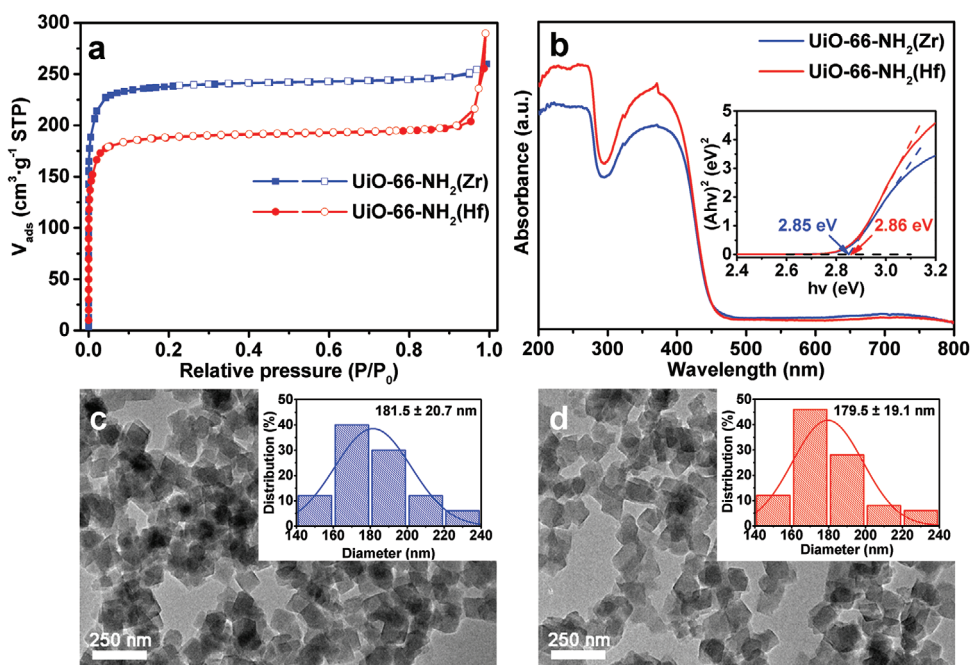 a
V_ads (cm³·g⁻¹ STP)
300
250
200
150
100
50
0
UiO-66-NH₂(Zr)
UiO-66-NH₂(Hf)
0.0 0.2 0.4 0.6 0.8 1.0
Relative pressure (P/P₀)
b
Absorbance (a.u.)
UiO-66-NH₂(Zr)
UiO-66-NH₂(Hf)
(Ahν)² (eV)²
5
4
3
2
1
0
2.85 eV
2.86 eV
2.4 2.6 2.8 3.0 3.2
hν (eV)
200 300 400 500 600 700 800
Wavelength (nm)
c
Distribution (%)
50
40
30
20
10
0
181.5 ± 20.7 nm
140 160 180 200 220 240
Diameter (nm)
250 nm
d
Distribution (%)
50
40
30
20
10
0
179.5 ± 19.1 nm
140 160 180 200 220 240
Diameter (nm)
250 nm